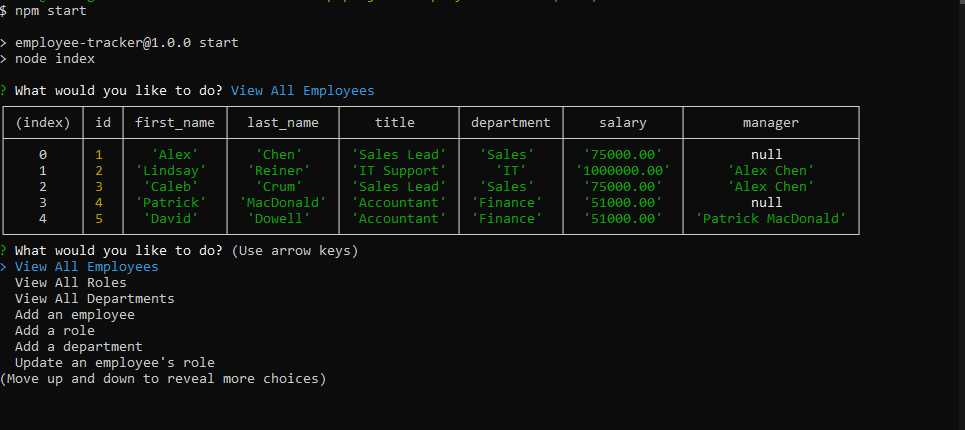 $ npm start
> employee-tracker@1.0.0 start
> node index
? What would you like to do? View All Employees
(index) id first_name last_name title department salary manager
0 1 'Alex' 'Chen' 'Sales Lead' 'Sales' '75000.00' null
1 2 'Lindsay' 'Reiner' 'IT Support' 'IT' '1000000.00' 'Alex Chen'
2 3 'Caleb' 'Crum' 'Sales Lead' 'Sales' '75000.00' 'Alex Chen'
3 4 'Patrick' 'MacDonald' 'Accountant' 'Finance' '51000.00' null
4 5 'David' 'Dowell' 'Accountant' 'Finance' '51000.00' 'Patrick MacDonald'
? What would you like to do? (Use arrow keys)
> View All Employees
View All Roles
View All Departments
Add an employee
Add a role
Add a department
Update an employee's role
(Move up and down to reveal more choices)